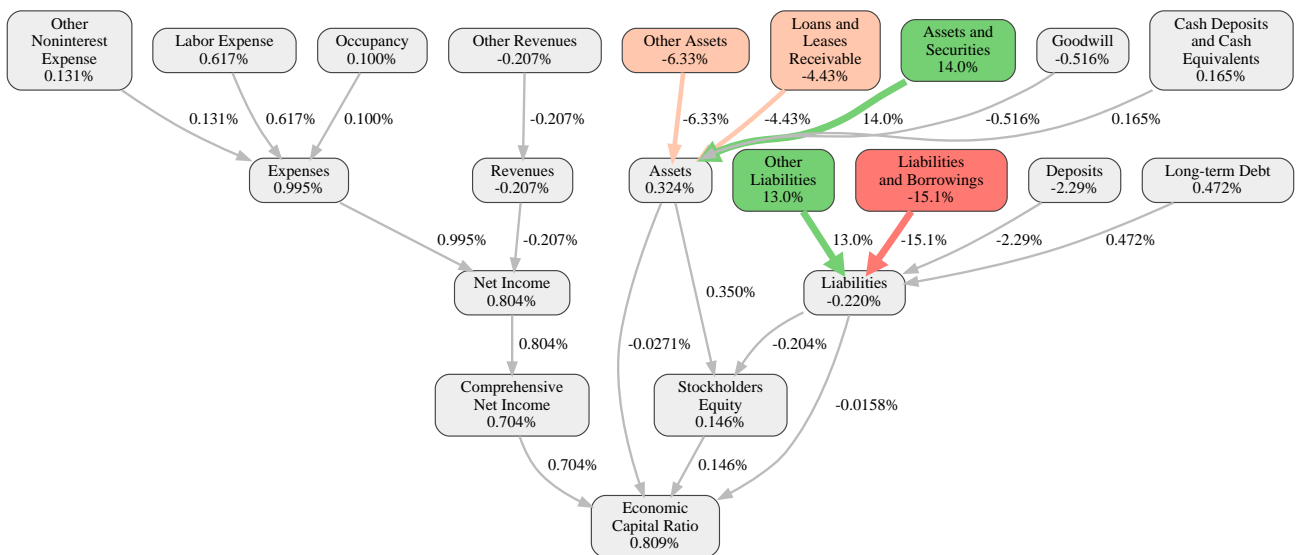 Other
Noninterest
Expense
0.131%
Labor Expense
0.617%
Occupancy
0.100%
Other Revenues
-0.207%
Other Assets
-6.33%
Loans and
Leases
Receivable
-4.43%
Assets and
Securities
14.0%
Goodwill
-0.516%
Cash Deposits
and Cash
Equivalents
0.165%
0.131%
0.617%
0.100%
-0.207%
-6.33%
-4.43%
14.0%
-0.516%
0.165%
Expenses
0.995%
Revenues
-0.207%
Assets
0.324%
Other
Liabilities
13.0%
Liabilities
and Borrowings
-15.1%
Deposits
-2.29%
Long-term Debt
0.472%
0.995%
-0.207%
13.0%
-15.1%
-2.29%
0.472%
Net Income
0.804%
0.350%
Liabilities
-0.220%
0.804%
-0.0271%
-0.204%
Comprehensive
Net Income
0.704%
Stockholders
Equity
0.146%
-0.0158%
0.704%
0.146%
Economic
Capital Ratio
0.809%